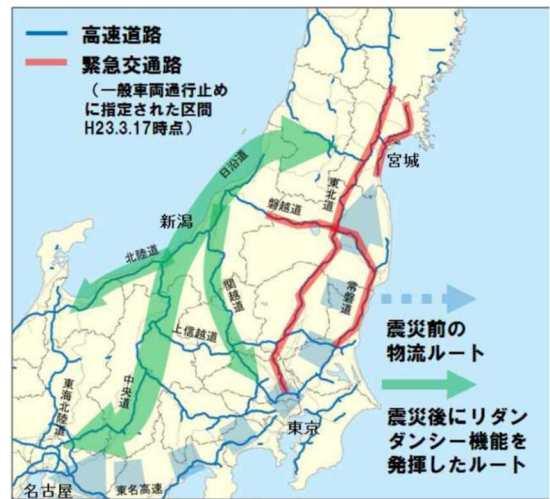 高速道路
緊急交通路
（一般車両通行止め
に指定された区間
H23.3.17時点）
宮城
日沿道
東北道
磐越道
新潟
北陸道
関越道
常磐道
上信越道
震災前の
物流ルート
中央道
東海北陸道
東京
震災後にリダン
ダンシー機能を
発揮したルート
名古屋
東名高速